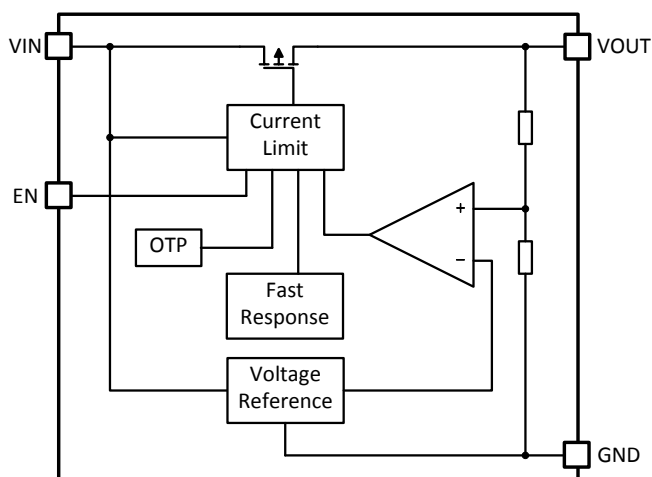 VIN
VOUT
Current
Limit
EN
+
OTP
−
Fast
Response
Voltage
Reference
GND